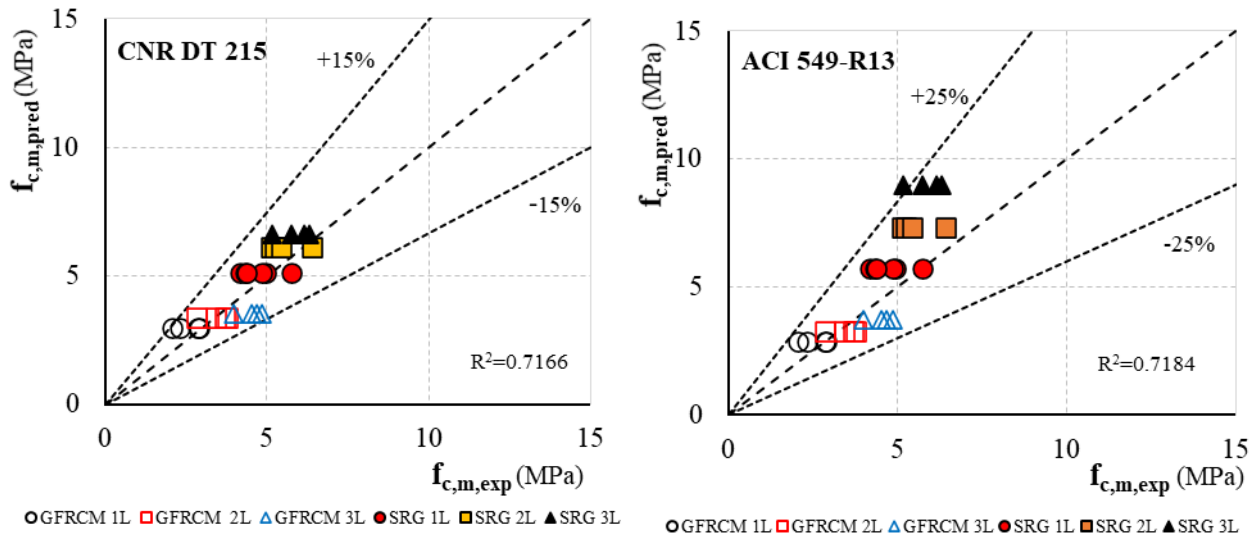 CNR DT 215
+15%
-15%
R²=0.7166
f_c,m,pred (MPa)
15
10
5
0
0 5 10 15
f_c,m,exp (MPa)
GFRCM 1L GFRCM 2L GFRCM 3L SRG 1L SRG 2L SRG 3L
ACI 549-R13
+25%
-25%
R²=0.7184
f_c,m,pred (MPa)
15
10
5
0
0 5 10 15
f_c,m,exp (MPa)
GFRCM 1L GFRCM 2L GFRCM 3L SRG 1L SRG 2L SRG 3L